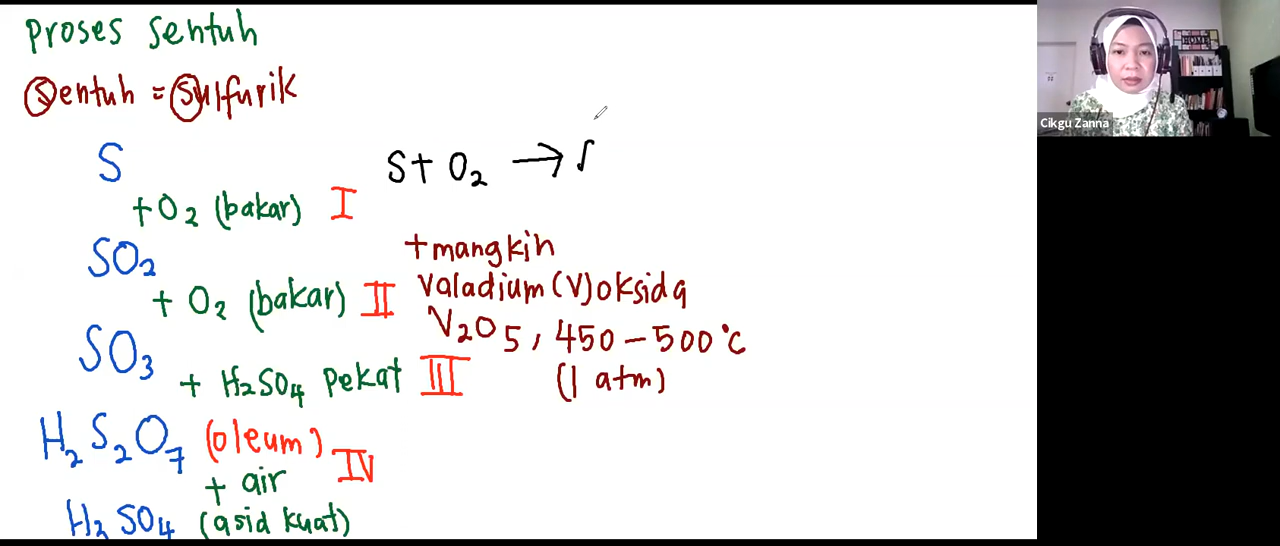 Proses Sentuh
Sentuh = Sulfurik
S
S + O₂ → S
+ O₂ (bakar) I
SO₂
+ mangkin
valadium (V) oksida
+ O₂ (bakar) II
V₂O₅, 450 – 500 °C
SO₃
(1 atm)
+ H₂SO₄ pekat III
H₂S₂O₇ (oleum)
IV
+ air
H₂SO₄ (asid kuat)
HOME
Cikgu Zanna